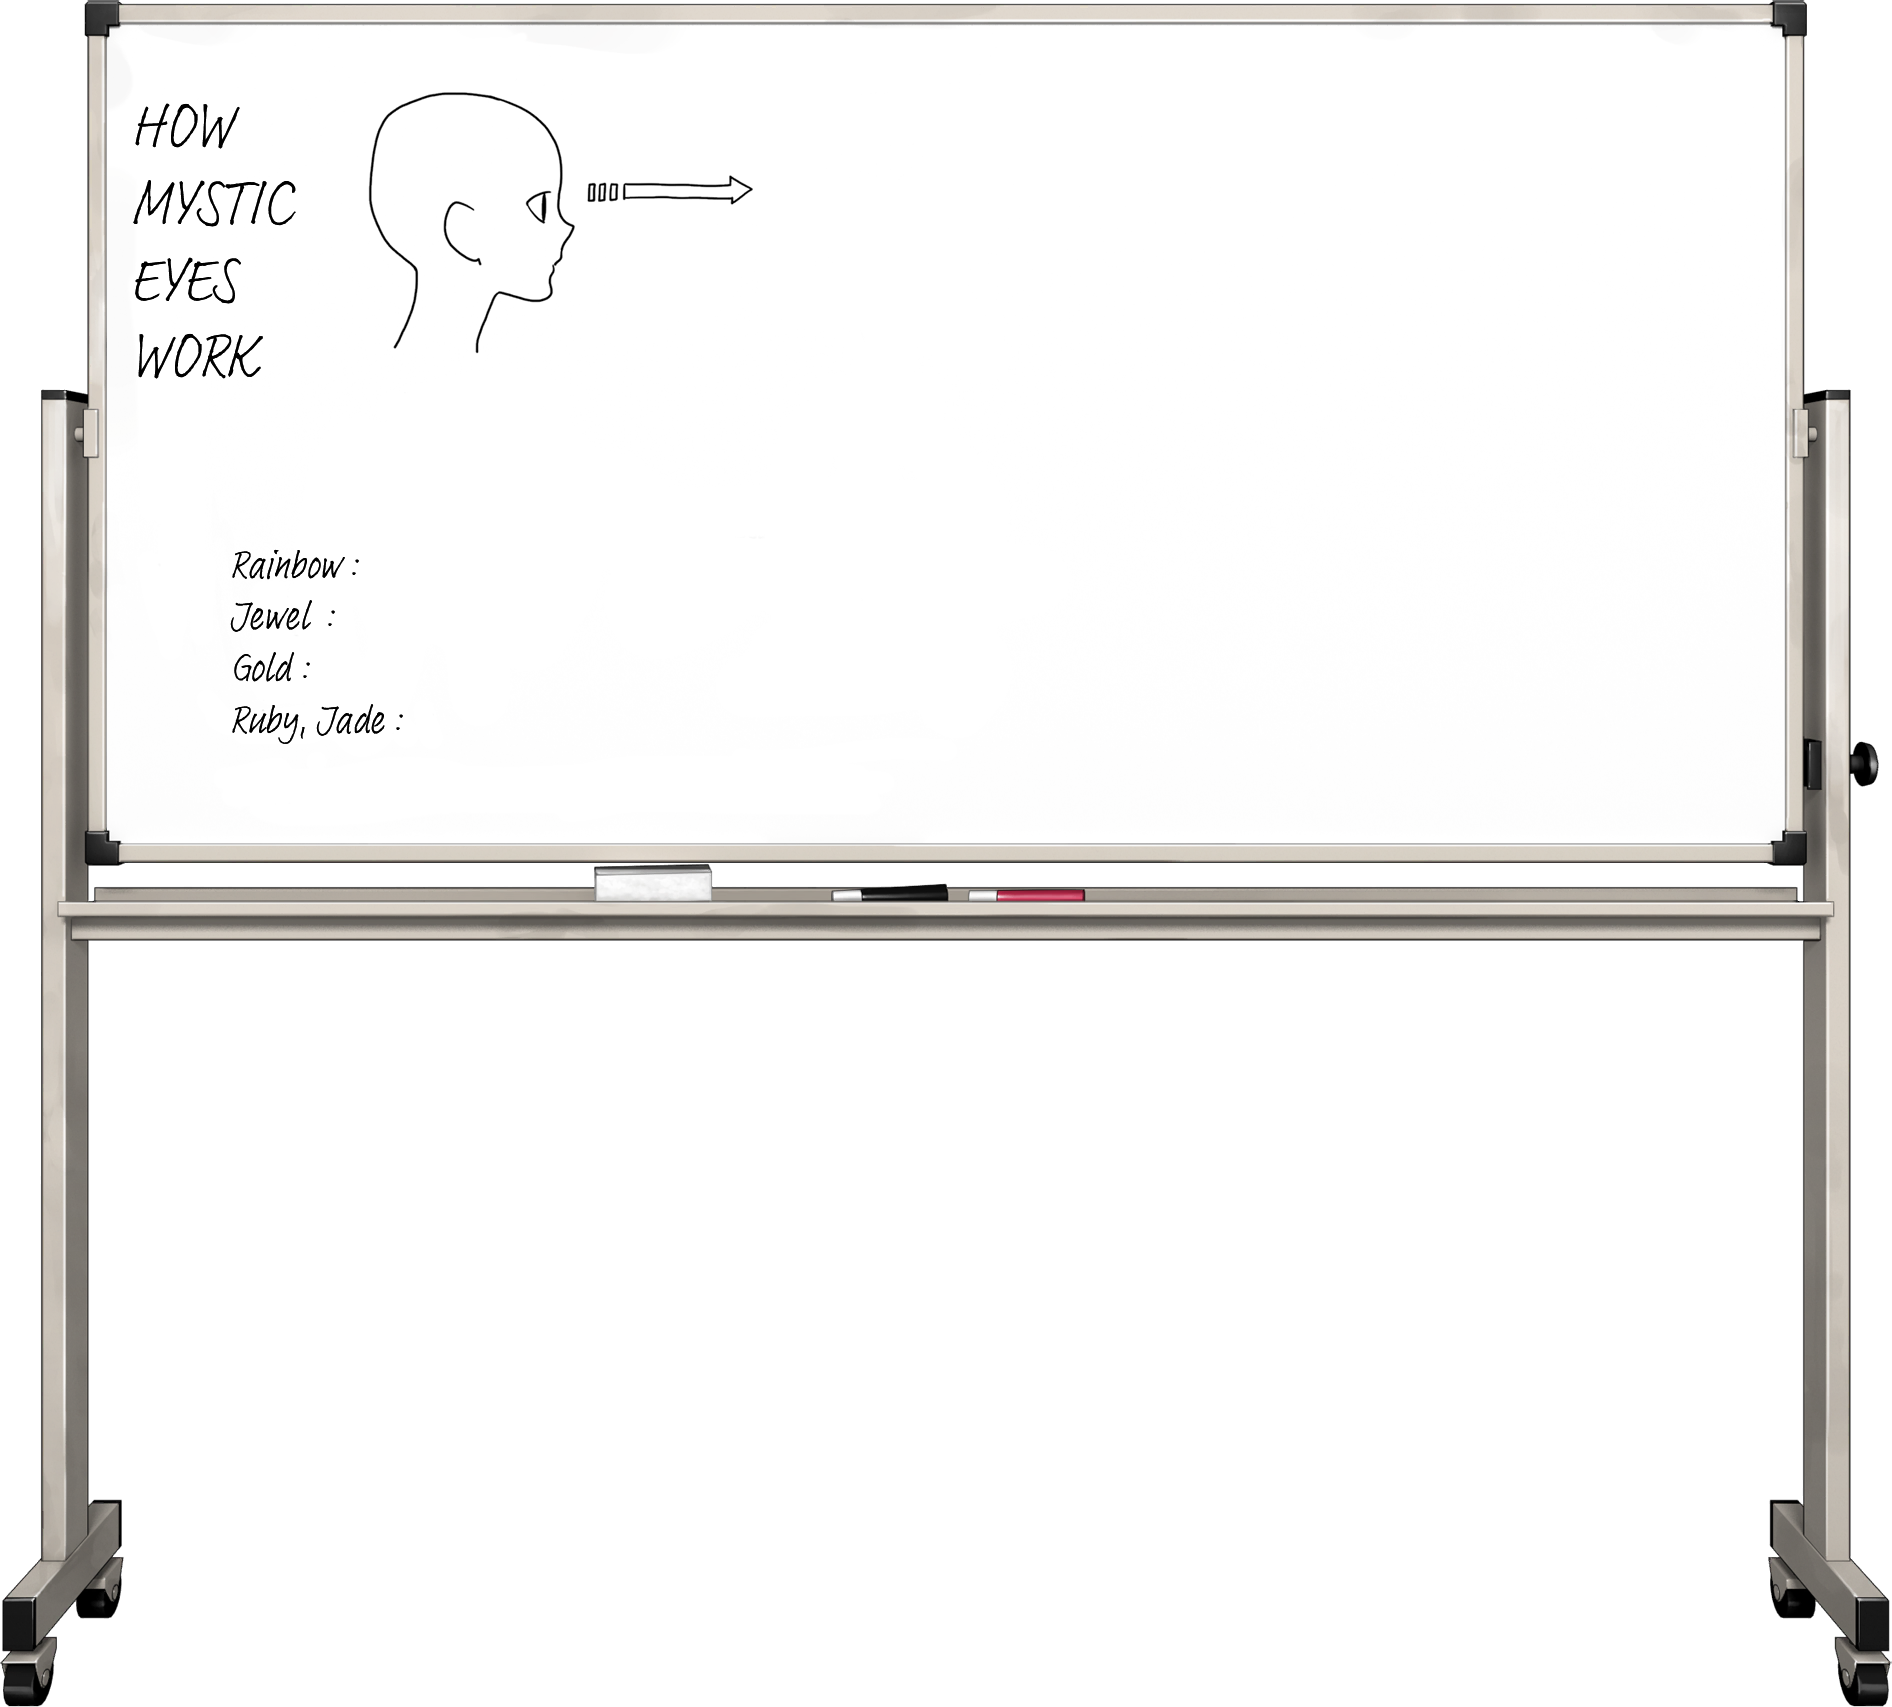 HOW
MYSTIC
EYES
WORK
Rainbow :
Jewel :
Gold :
Ruby, Jade :